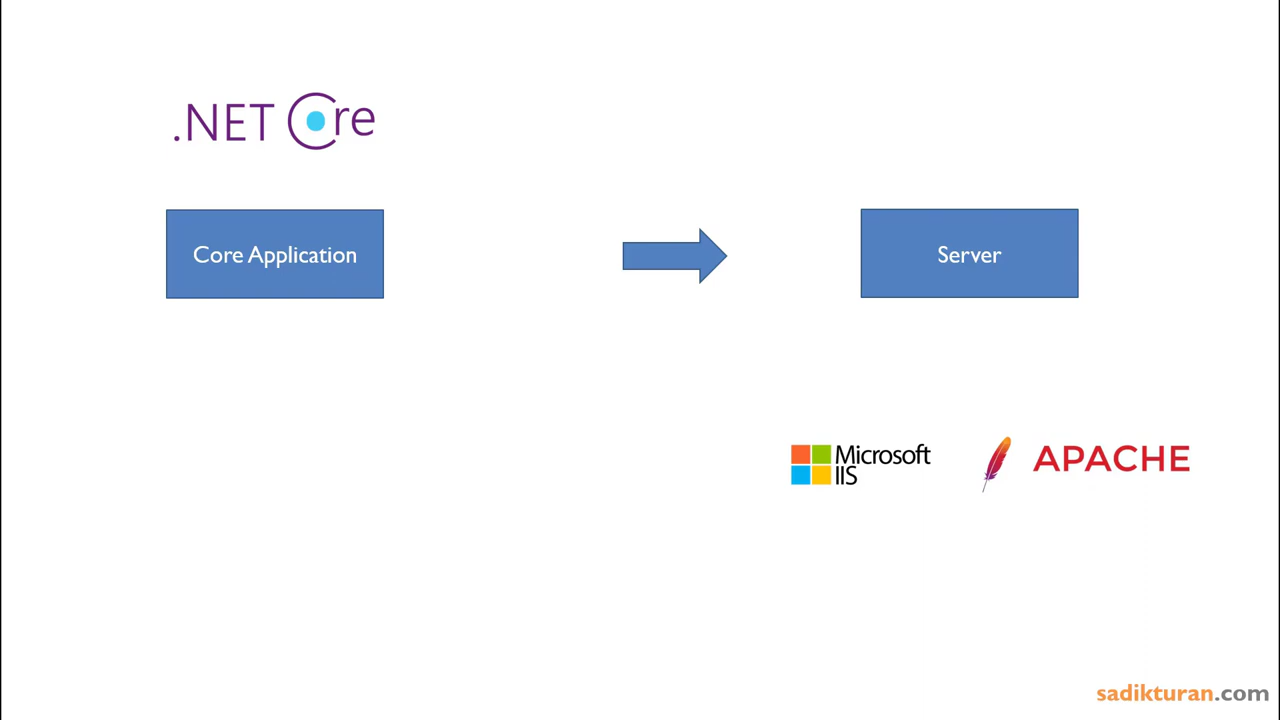 .NET Core
Core Application
Server
Microsoft
IIS
APACHE
sadikturan.com